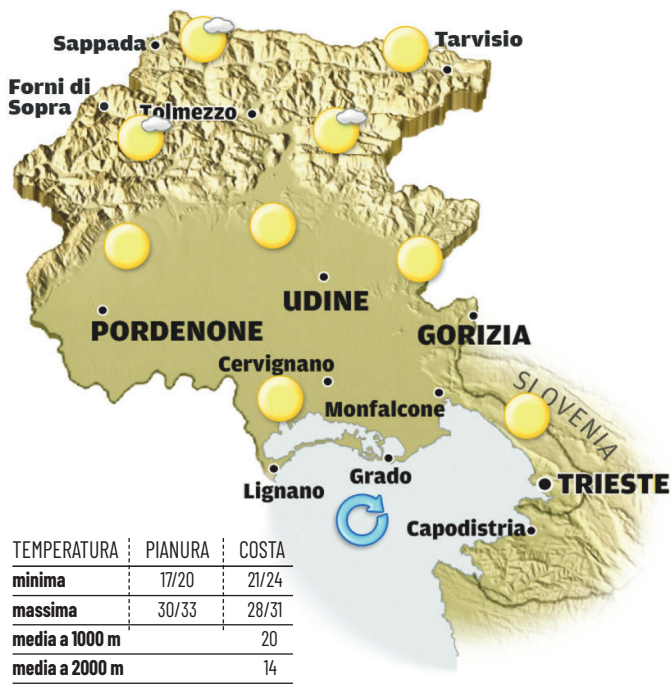 Sappada
Tarvisio
Forni di
Sopra
Tolmezzo
UDINE
PORDENONE
GORIZIA
Cervignano
SLOVENIA
Monfalcone
Grado
Lignano
TRIESTE
Capodistria
TEMPERATURA PIANURA COSTA
minima 17/20 21/24
massima 30/33 28/31
media a 1000 m 20
media a 2000 m 14